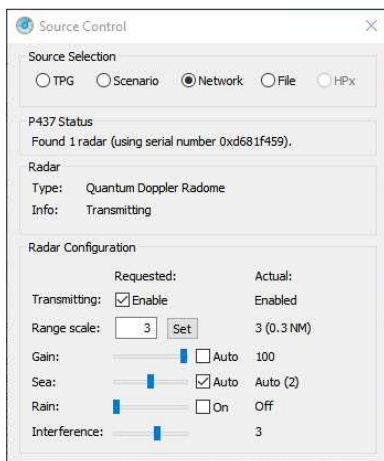 Source Control
Source Selection
TPG Scenario Network File HPx
P437 Status
Found 1 radar (using serial number 0xd681f459).
Radar
Type: Quantum Doppler Radome
Info: Transmitting
Radar Configuration
Requested: Actual:
Transmitting: Enable Enabled
Range scale: 3 Set 3 (0.3 NM)
Gain: Auto 100
Sea: Auto Auto (2)
Rain: On Off
Interference: 3